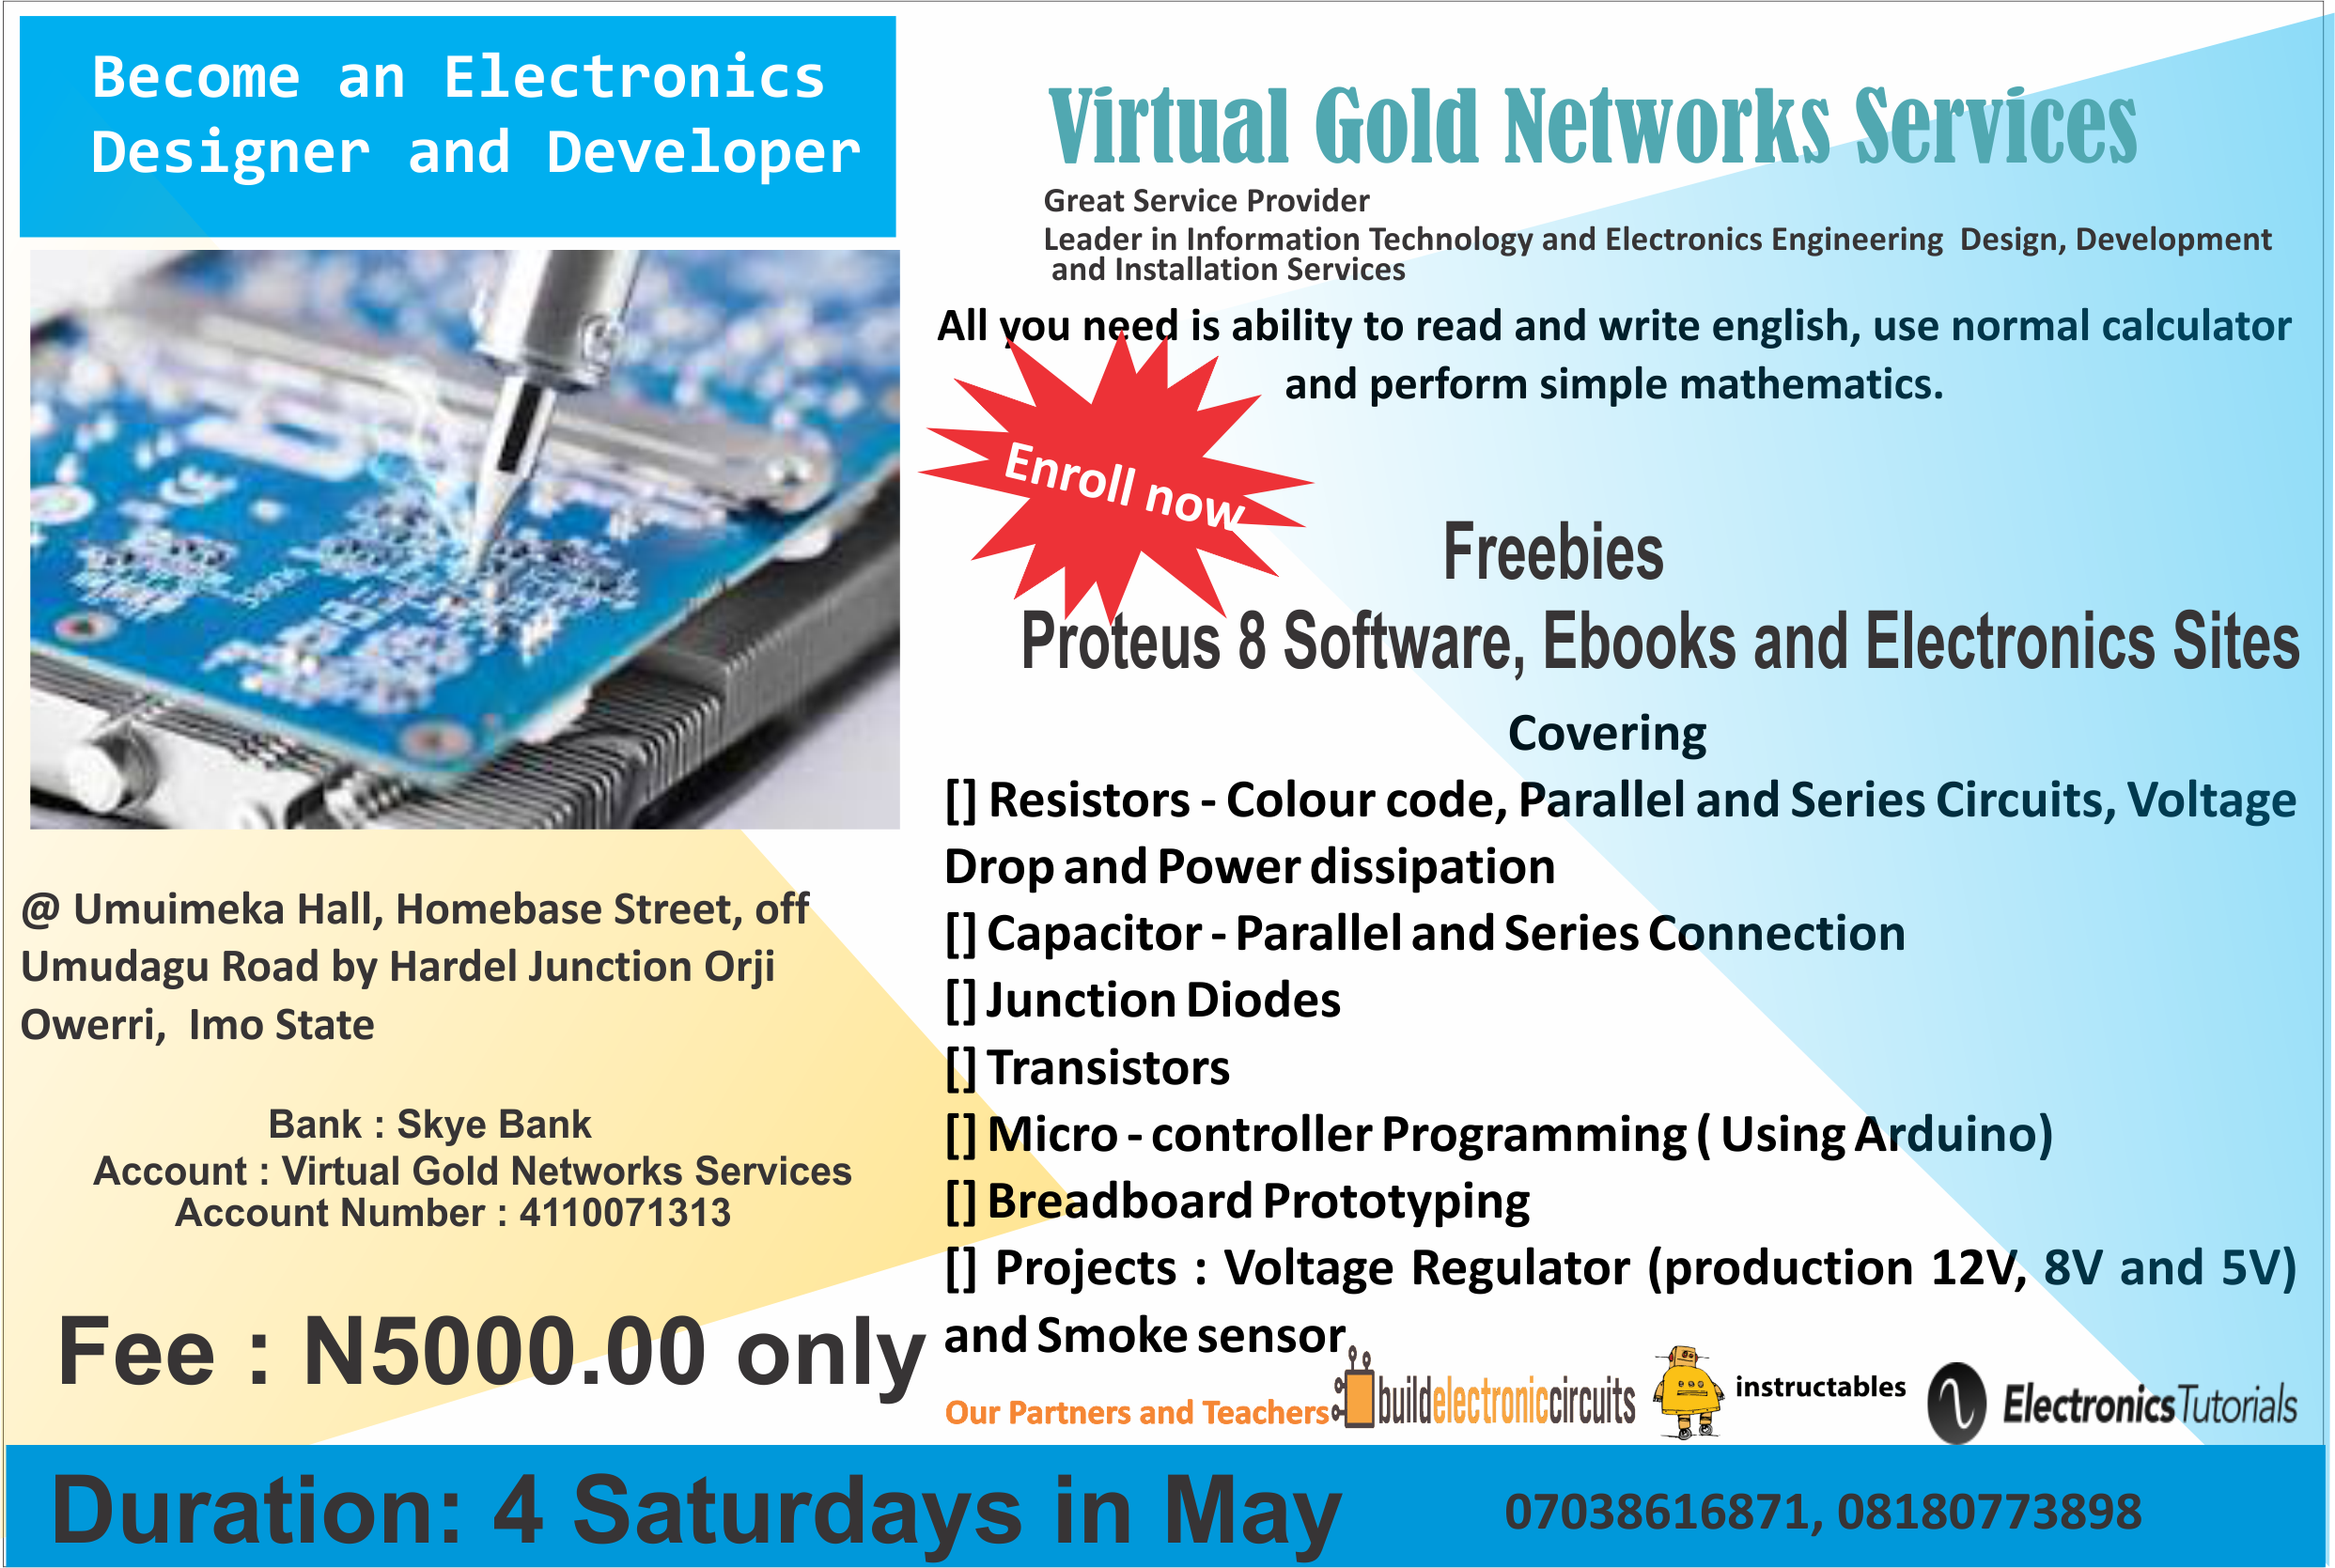 Become an Electronics
Designer and Developer
Virtual Gold Networks Services
Great Service Provider
Leader in Information Technology and Electronics Engineering Design, Development
and Installation Services
All you need is ability to read and write english, use normal calculator
and perform simple mathematics.
Enroll now
Freebies
Proteus 8 Software, Ebooks and Electronics Sites
Covering
[] Resistors - Colour code, Parallel and Series Circuits, Voltage
Drop and Power dissipation
[] Capacitor - Parallel and Series Connection
[] Junction Diodes
[] Transistors
[] Micro - controller Programming ( Using Arduino)
[] Breadboard Prototyping
[] Projects : Voltage Regulator (production 12V, 8V and 5V)
and Smoke sensor
@ Umuimeka Hall, Homebase Street, off
Umudagu Road by Hardel Junction Orji
Owerri, Imo State
Bank : Skye Bank
Account : Virtual Gold Networks Services
Account Number : 4110071313
Fee : N5000.00 only
Our Partners and Teachers
buildelectroniccircuits
instructables
ElectronicsTutorials
Duration: 4 Saturdays in May
07038616871, 08180773898